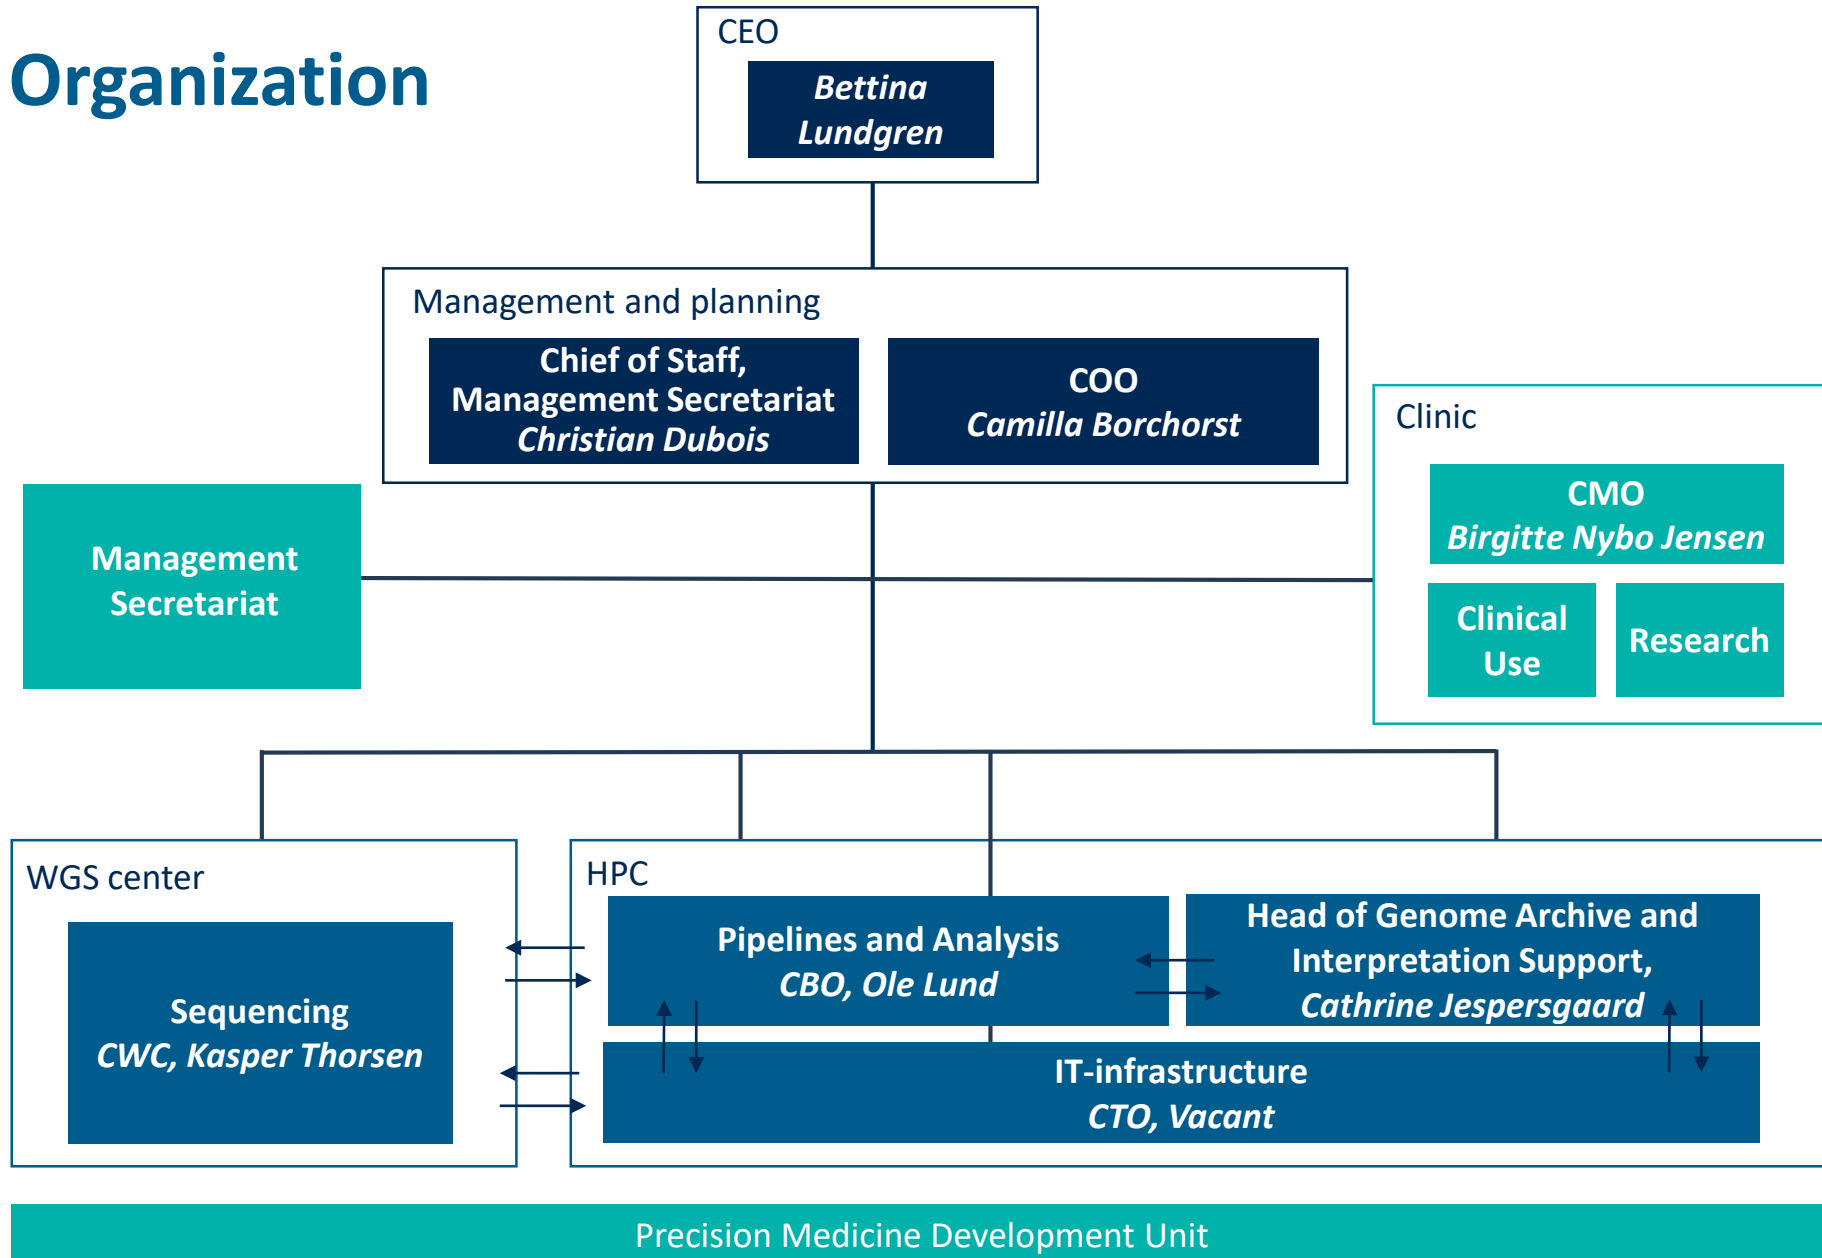 Organization
CEO
Bettina
Lundgren
Management and planning
Chief of Staff,
Management Secretariat
Christian Dubois
COO
Camilla Borchorst
Clinic
CMO
Birgitte Nybo Jensen
Clinical
Use
Research
Management
Secretariat
WGS center
Sequencing
CWC, Kasper Thorsen
HPC
Pipelines and Analysis
CBO, Ole Lund
Head of Genome Archive and
Interpretation Support,
Cathrine Jespersgaard
IT-infrastructure
CTO, Vacant
Precision Medicine Development Unit